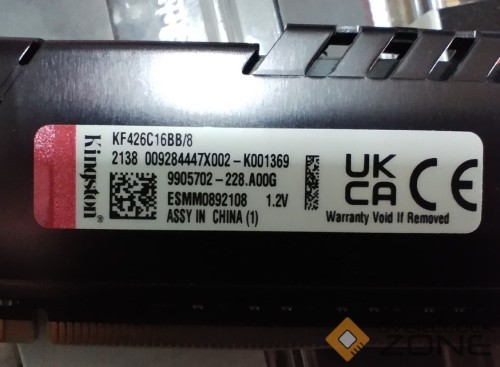 Kingston®
KF426C16BB/8
2138 009284447X002-K001369
9905702-228.A00G
ESMM0892108 1.2V
ASSY IN CHINA (1)
UK
CA
CE
Warranty Void If Removed
ZONE